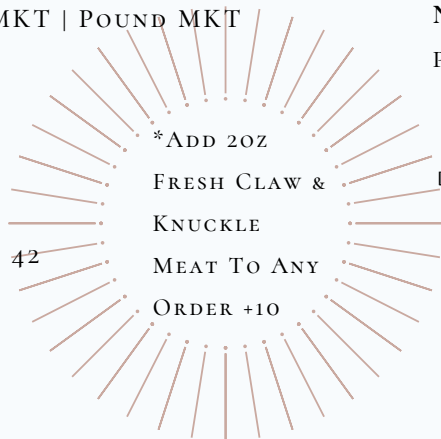 MKT | Pound MKT
*Add 2oz
Fresh Claw &
Knuckle
42
Meat To Any
Order +10